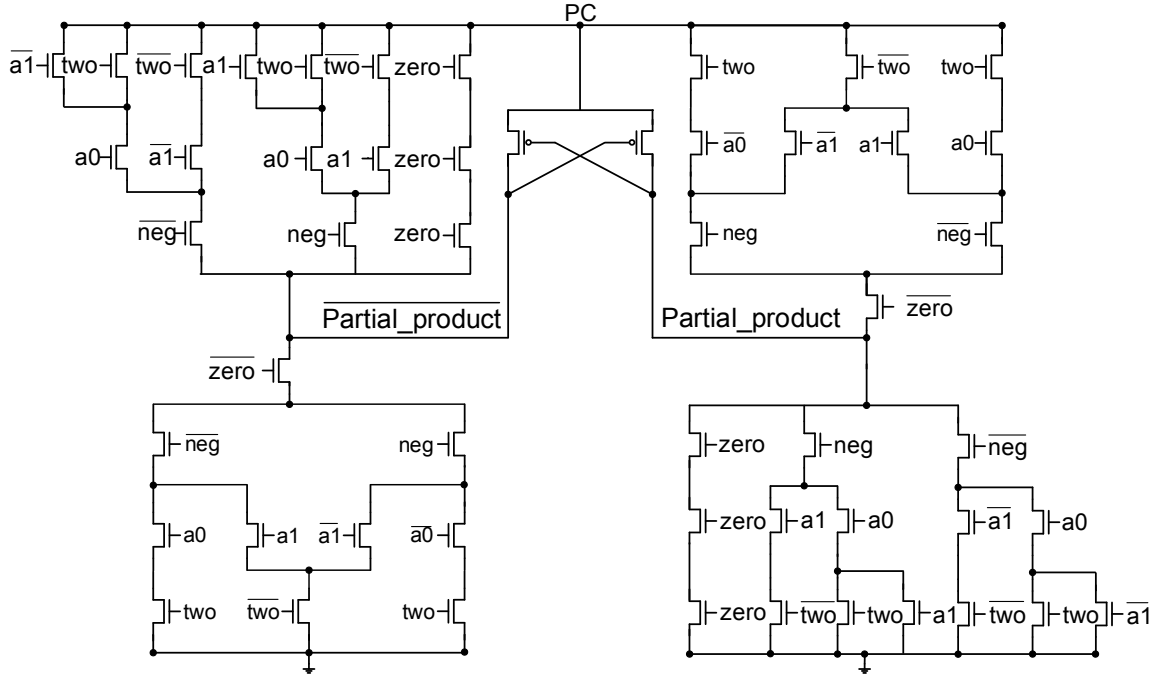 PC
a1 two two a1 two two zero two two two
a0 a1 a0 a1 zero a0 a1 a1 a0
neg neg zero neg neg
zero
Partial_product Partial_product
zero
neg neg zero neg neg
a0 a1 a1 a0 zero a1 a0 a1 a0
two two two zero two two a1 two two a1